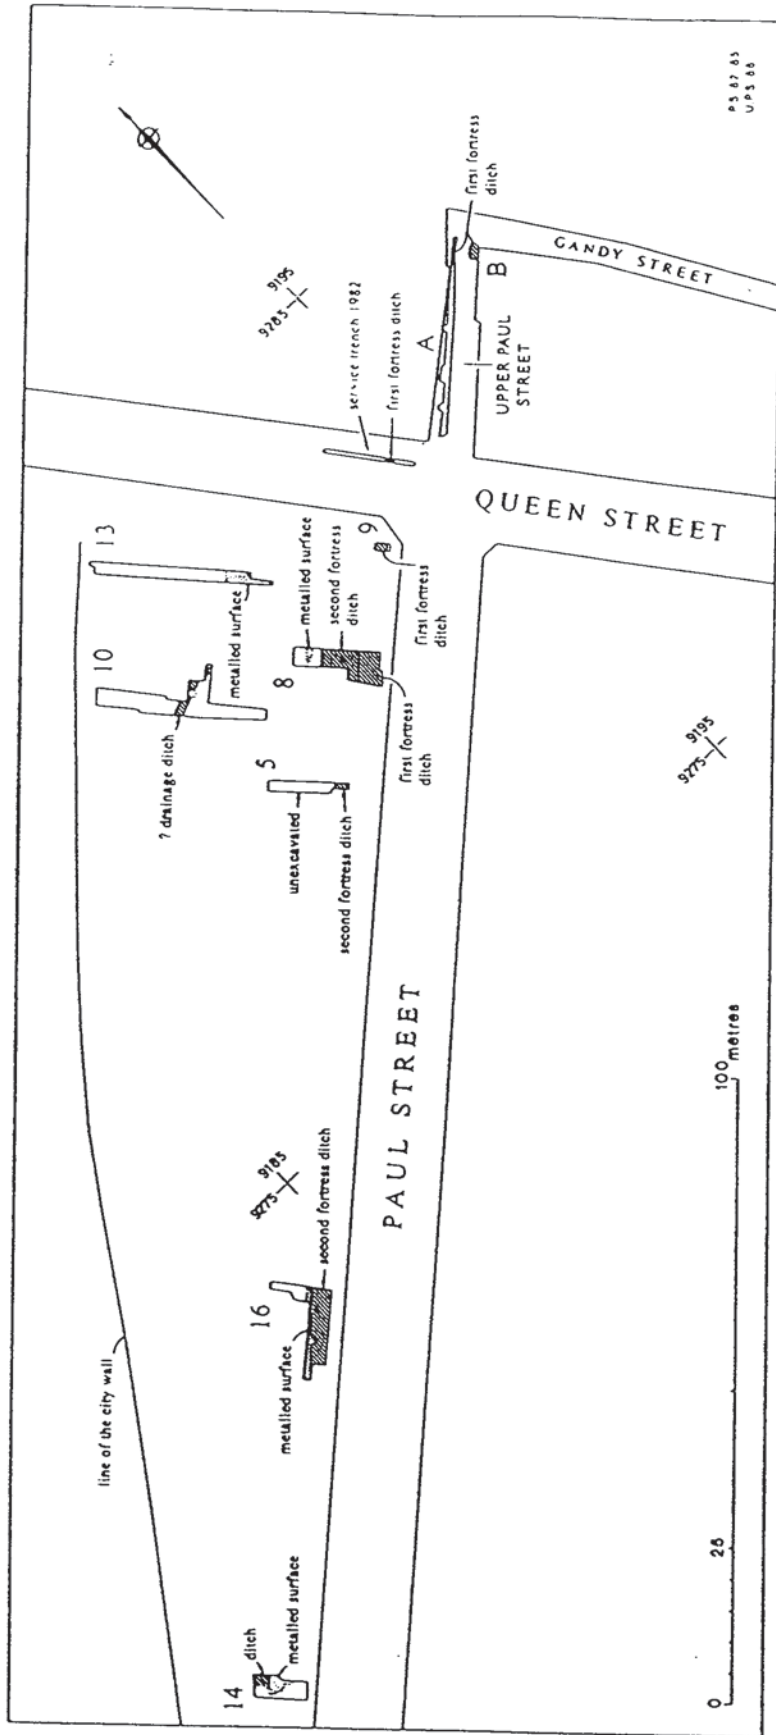 PS 82 85
UPS 88
first fortress
ditch
GANDY STREET
B
A
UPPER PAUL
STREET
9285
9195
service trench 1982
first fortress ditch
QUEEN STREET
13
metalled surface
10
? drainage ditch
9
first fortress
ditch
metalled surface
second fortress
ditch
8
first fortress
ditch
5
unexcavated
second fortress ditch
9275
9195
PAUL STREET
9275
9185
second fortress ditch
16
metalled surface
line of the city wall
ditch
metalled surface
14
0
25
100
metres